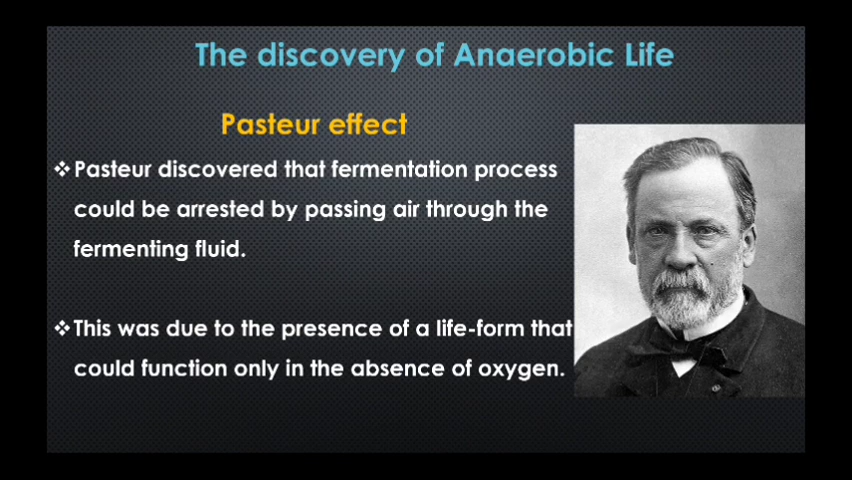 The discovery of Anaerobic Life
Pasteur effect
❖Pasteur discovered that fermentation process
could be arrested by passing air through the
fermenting fluid.
❖This was due to the presence of a life-form that
could function only in the absence of oxygen.